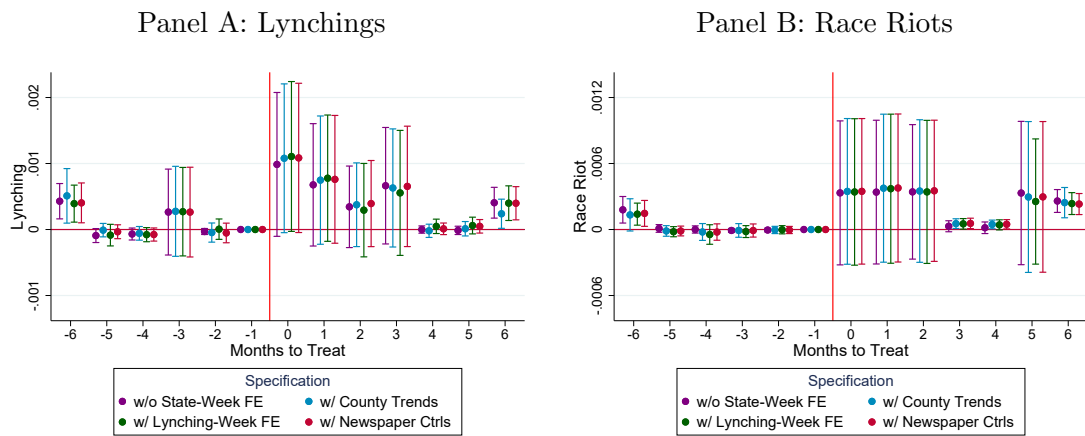 Panel A: Lynchings
Panel B: Race Riots
Lynching
.002
.001
0
-.001
-6 -5 -4 -3 -2 -1 0 1 2 3 4 5 6
Months to Treat
Specification
w/o State-Week FE w/ County Trends
w/ Lynching-Week FE w/ Newspaper Ctrls
Race Riot
.0012
.0006
0
-.0006
-6 -5 -4 -3 -2 -1 0 1 2 3 4 5 6
Months to Treat
Specification
w/o State-Week FE w/ County Trends
w/ Lynching-Week FE w/ Newspaper Ctrls